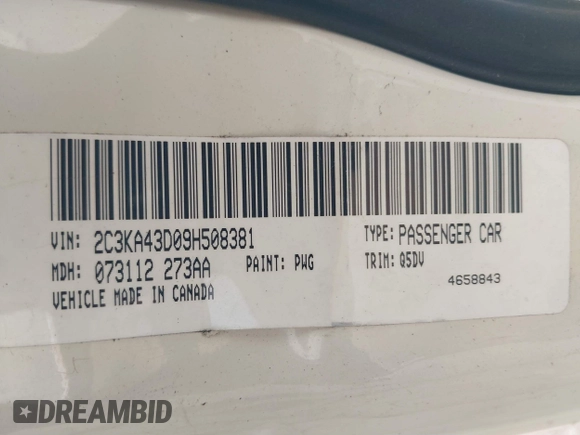 VIN: 2C3KA43D09H508381 TYPE: PASSENGER CAR
MDH: 073112 273AA PAINT: PWG TRIM: Q5DV
VEHICLE MADE IN CANADA 4658843
DREAMBID